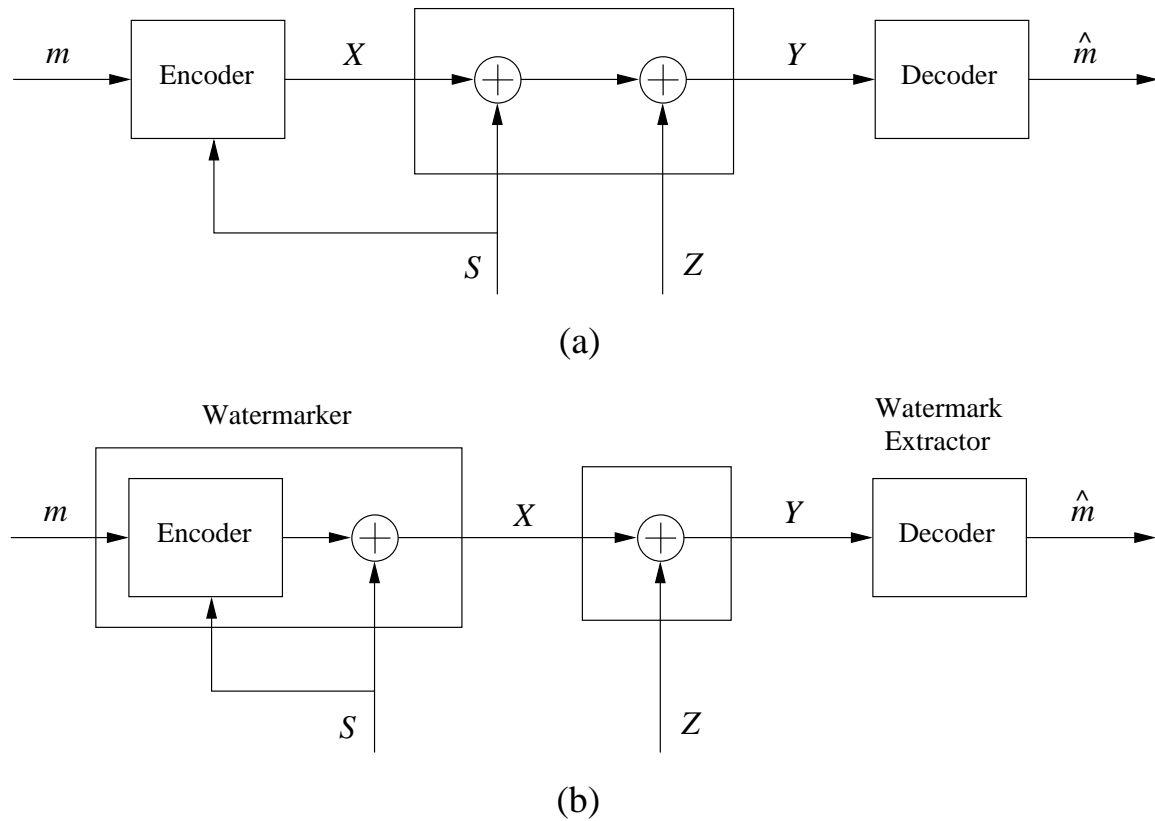 m
Encoder
X
Y
Decoder
m̂
S
Z
(a)
Watermarker
Watermark
Extractor
m
Encoder
X
Y
Decoder
m̂
S
Z
(b)